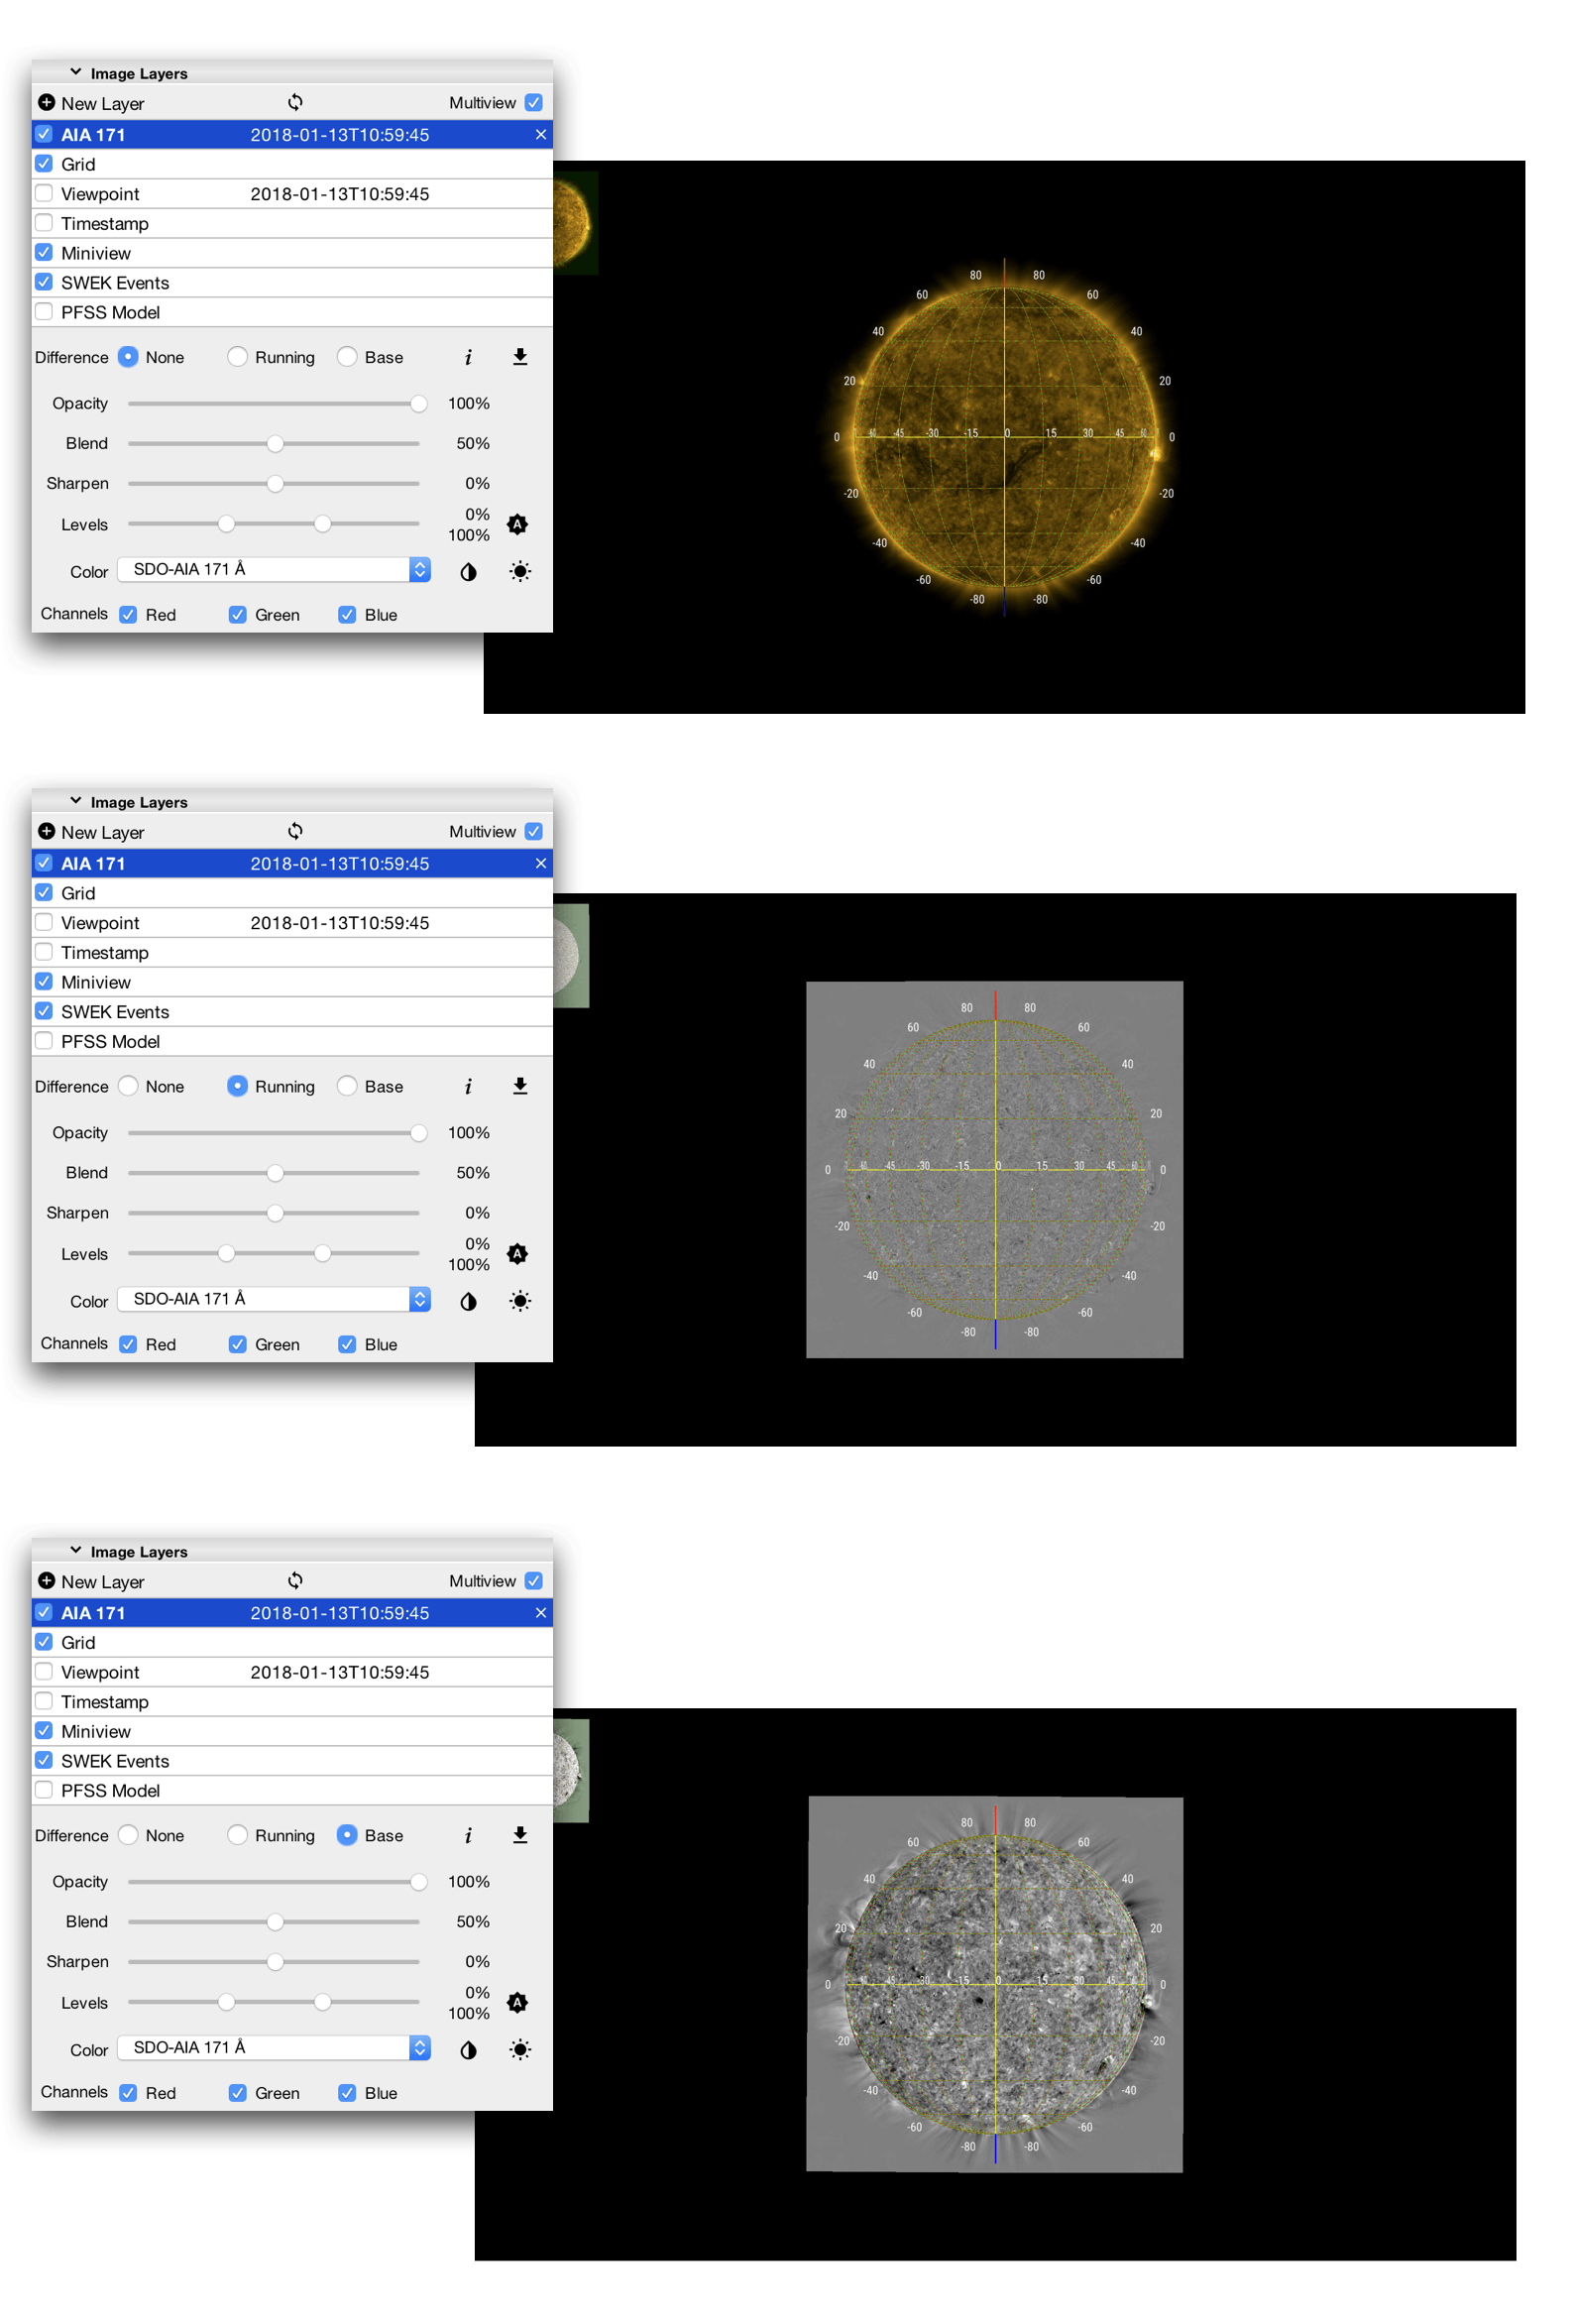 Image Layers
New Layer Multiview
AIA 171 2018-01-13T10:59:45
Grid
Viewpoint 2018-01-13T10:59:45
Timestamp
Miniview
SWEK Events
PFSS Model
Difference None Running Base i
Opacity 100%
Blend 50%
Sharpen 0%
Levels 0%
100% A
Color SDO-AIA 171 Å
Channels Red Green Blue
80 80
60 60
40 40
20 20
0 -45 -30 -15 0 15 30 45 0
-20 -20
-40 -40
-60 -60
-80 -80
Image Layers
New Layer Multiview
AIA 171 2018-01-13T10:59:45
Grid
Viewpoint 2018-01-13T10:59:45
Timestamp
Miniview
SWEK Events
PFSS Model
Difference None Running Base i
Opacity 100%
Blend 50%
Sharpen 0%
Levels 0%
100% A
Color SDO-AIA 171 Å
Channels Red Green Blue
80 80
60 60
40 40
20 20
0 -45 -30 -15 0 15 30 45 0
-20 -20
-40 -40
-60 -60
-80 -80
Image Layers
New Layer Multiview
AIA 171 2018-01-13T10:59:45
Grid
Viewpoint 2018-01-13T10:59:45
Timestamp
Miniview
SWEK Events
PFSS Model
Difference None Running Base i
Opacity 100%
Blend 50%
Sharpen 0%
Levels 0%
100% A
Color SDO-AIA 171 Å
Channels Red Green Blue
80 80
60 60
40 40
20 20
0 -45 -30 -15 0 15 30 45 0
-20 -20
-40 -40
-60 -60
-80 -80